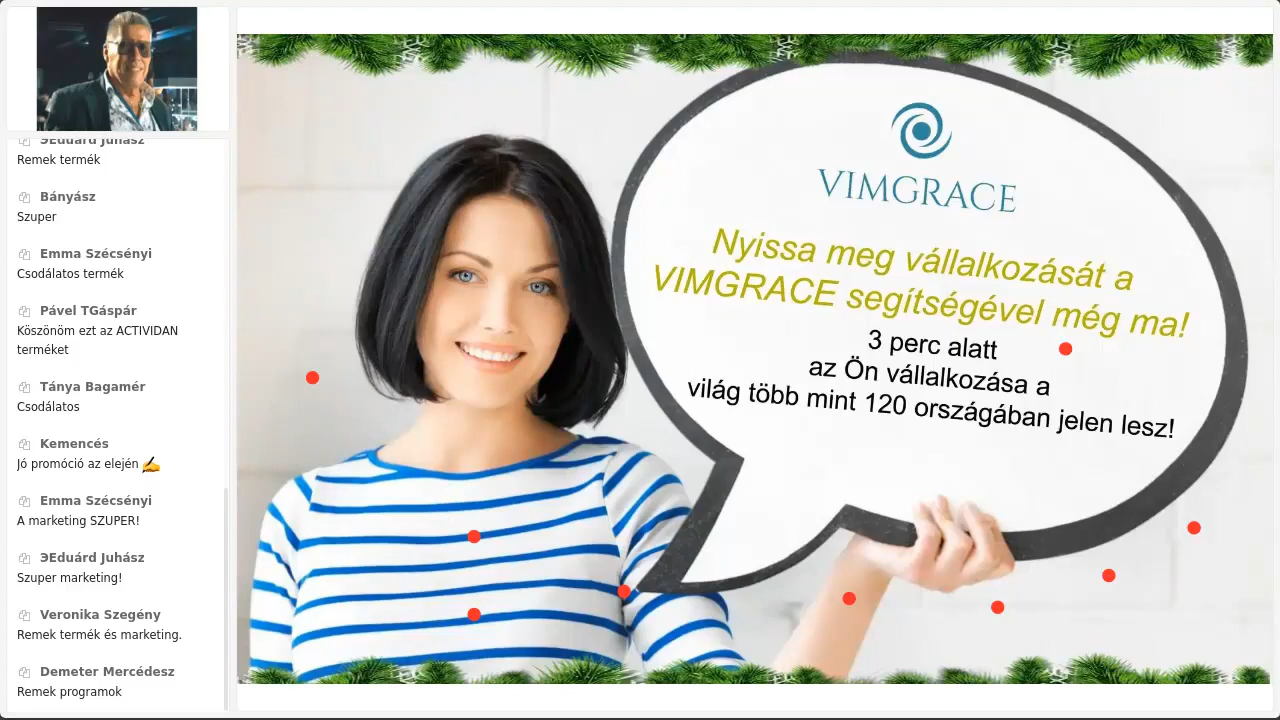 ЭEduárd Juhász
Remek termék
Bányász
Szuper
Emma Szécsényi
Csodálatos termék
Pável TGáspár
Köszönöm ezt az ACTIVIDAN
terméket
Tánya Bagamér
Csodálatos
Kemencés
Jó promóció az elején ✍
Emma Szécsényi
A marketing SZUPER!
ЭEduárd Juhász
Szuper marketing!
Veronika Szegény
Remek termék és marketing.
Demeter Mercédesz
Remek programok
VIMGRACE
Nyissa meg vállalkozását a
VIMGRACE segítségével még ma!
3 perc alatt
az Ön vállalkozása a
világ több mint 120 országában jelen lesz!